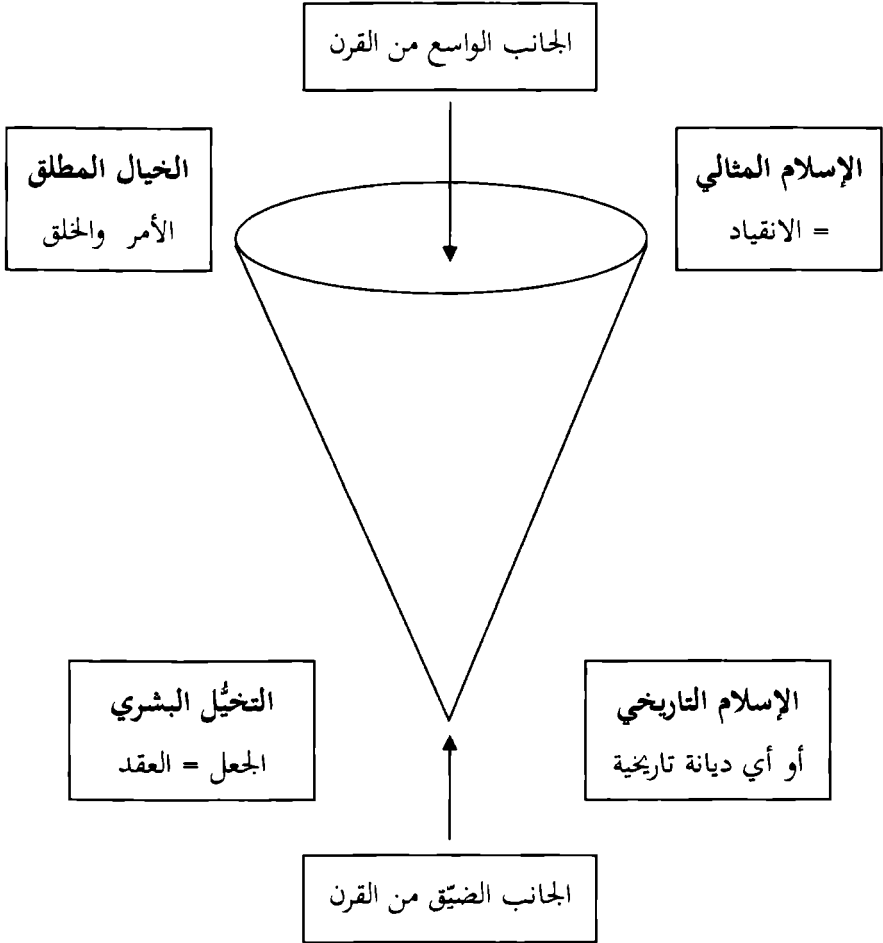 الجانب الواسع من القرن
الإسلام المثالي
= الانقياد
الخيال المطلق
الأمر والخلق
الإسلام التاريخي
أو أي ديانة تاريخية
التخيُّل البشري
الجعل = العقد
الجانب الضيّق من القرن